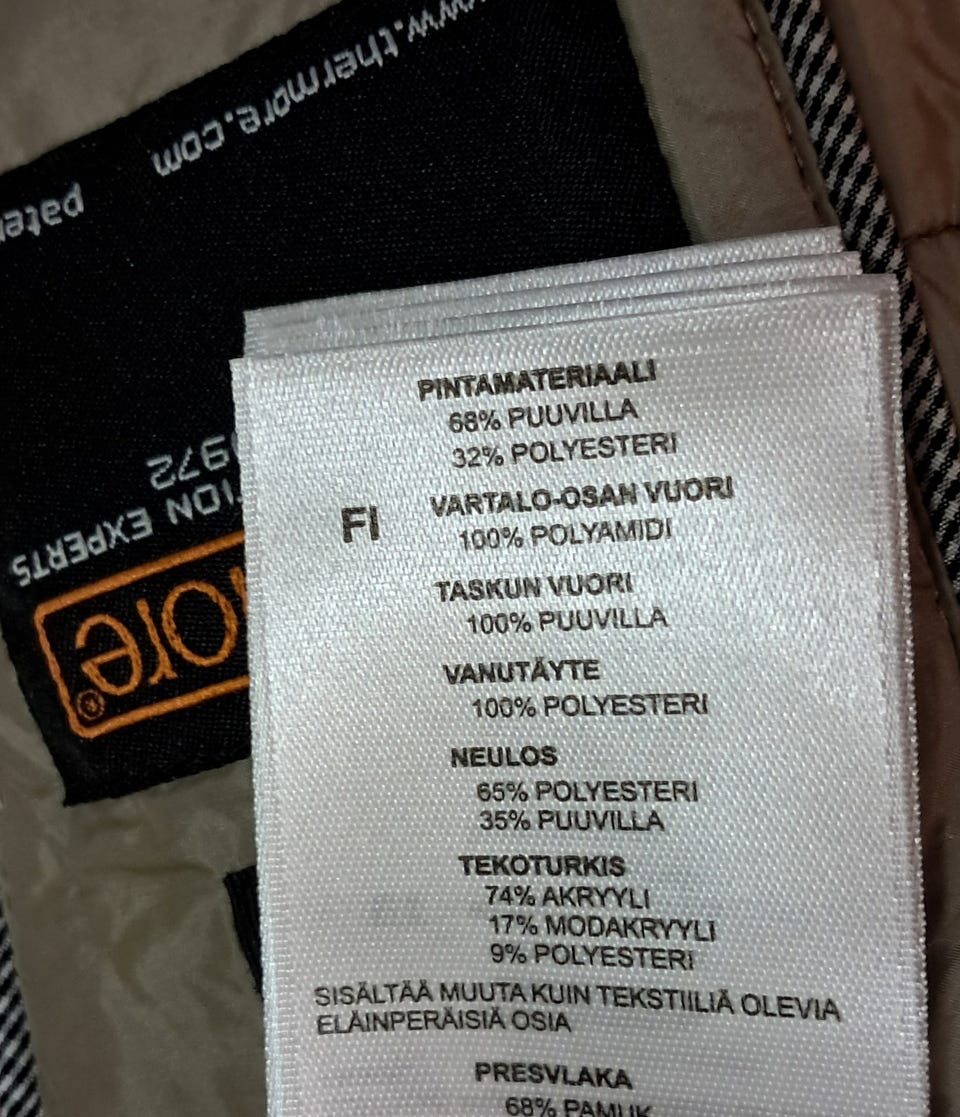 www.thermore.com
1972
EXPERTS
ore®
PINTAMATERIAALI
68% PUUVILLA
32% POLYESTERI
FI
VARTALO-OSAN VUORI
100% POLYAMIDI
TASKUN VUORI
100% PUUVILLA
VANUTÄYTE
100% POLYESTERI
NEULOS
65% POLYESTERI
35% PUUVILLA
TEKOTURKIS
74% AKRYYLI
17% MODAKRYYLI
9% POLYESTERI
SISÄLTÄÄ MUUTA KUIN TEKSTIILIÄ OLEVIA
ELÄINPERÄISIÄ OSIA
PRESVLAKA
68% PAMUK